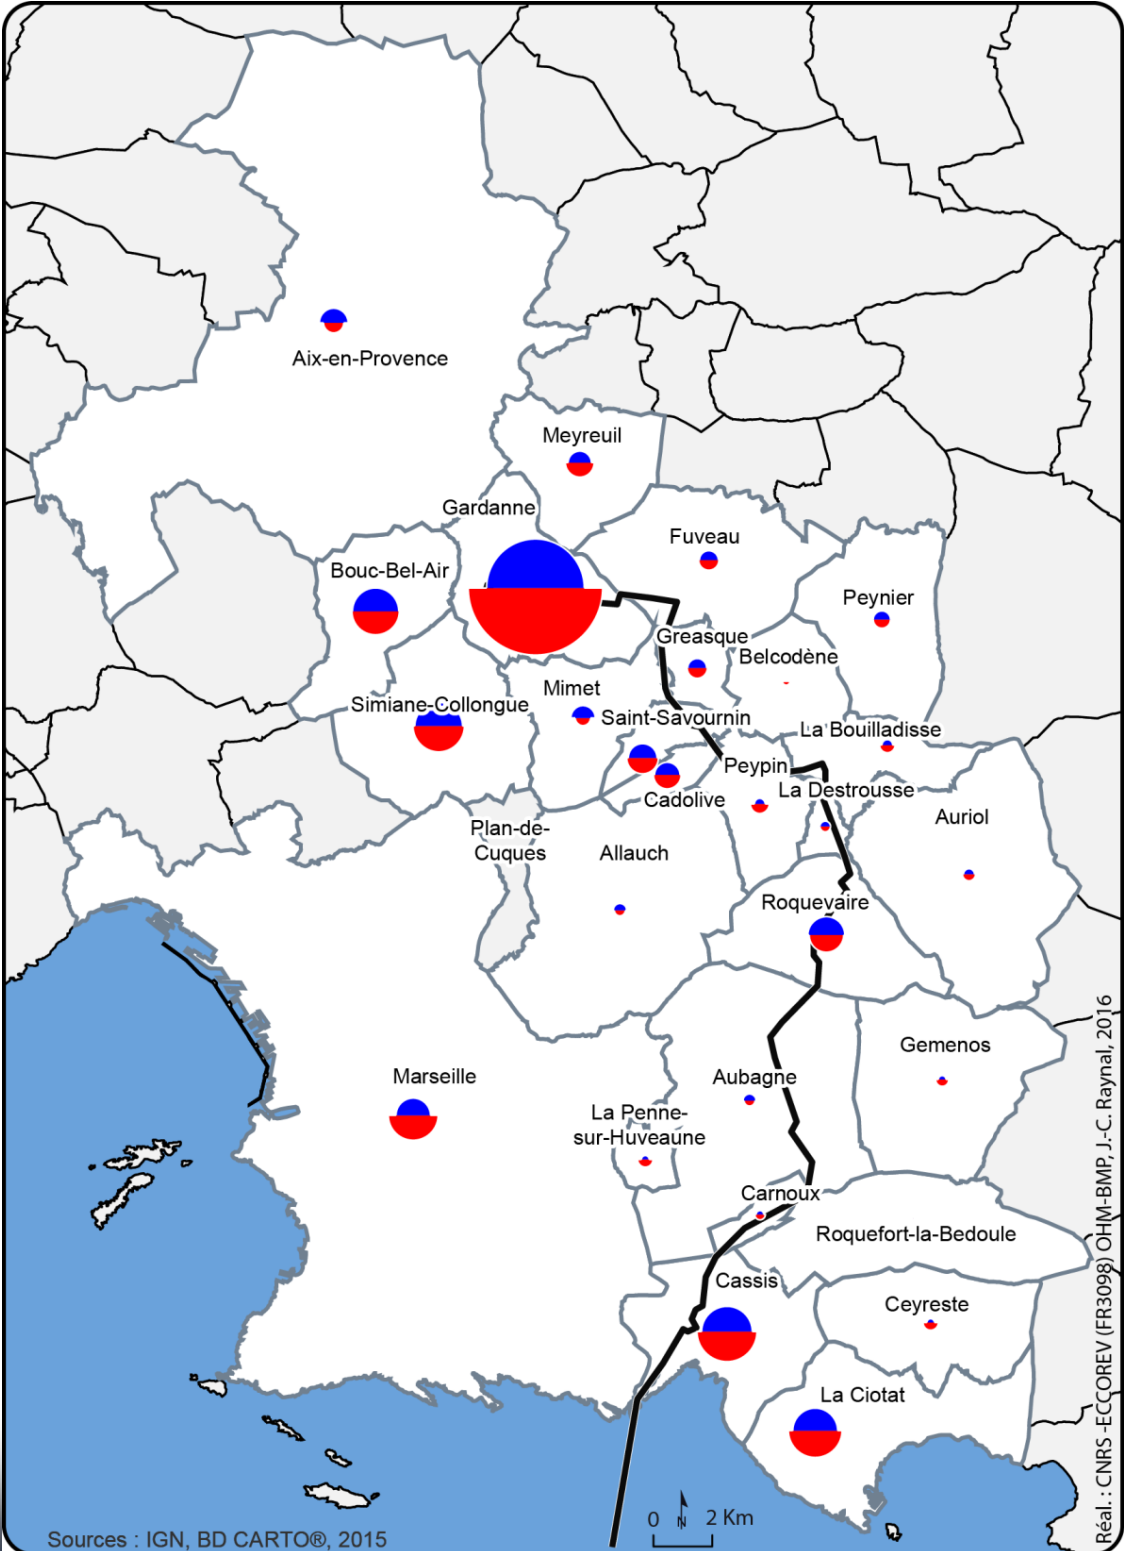 Aix-en-Provence
Meyreuil
Gardanne
Fuveau
Bouc-Bel-Air
Peynier
Greasque
Belcodène
Mimet
Simiane-Collongue
Saint-Savournin
La Bouilladisse
Peypin
La Destrousse
Cadolive
Auriol
Plan-de-
Cuques
Allauch
Roquevaire
Gemenos
Marseille
Aubagne
La Penne-
sur-Huveaune
Carnoux
Roquefort-la-Bedoule
Cassis
Ceyreste
La Ciotat
0 N 2 Km
Sources : IGN, BD CARTO®, 2015
Réal. : CNRS -ECCOREV (FR3098) OHM-BMP, J.-C. Raynal, 2016